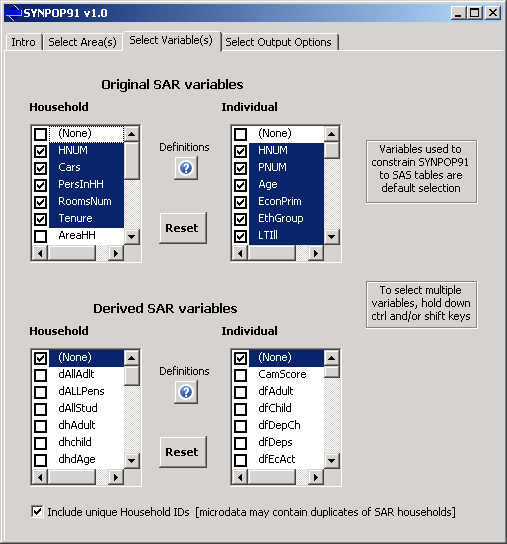 SYNPOP91 v1.0
Intro
Select Area(s)
Select Variable(s)
Select Output Options
Original SAR variables
Household
Individual
(None)
HNUM
Cars
PersInHH
RoomsNum
Tenure
AreaHH
Definitions
?
Reset
(None)
HNUM
PNUM
Age
EconPrim
EthGroup
LTIll
Variables used to
constrain SYNPOP91
to SAS tables are
default selection
To select multiple
variables, hold down
ctrl and/or shift keys
Derived SAR variables
Household
Individual
(None)
dAllAdlt
dALLPens
dAllStud
dhAdult
dhchild
dhdAge
Definitions
?
Reset
(None)
CamScore
dfAdult
dfChild
dfDepCh
dfDeps
dfEcAct
Include unique Household IDs [microdata may contain duplicates of SAR households]